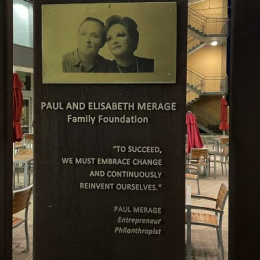 PAUL AND ELISABETH MERAGE
Family Foundation
"TO SUCCEED,
WE MUST EMBRACE CHANGE
AND CONTINUOUSLY
REINVENT OURSELVES."
PAUL MERAGE
Entrepreneur
Philanthropist